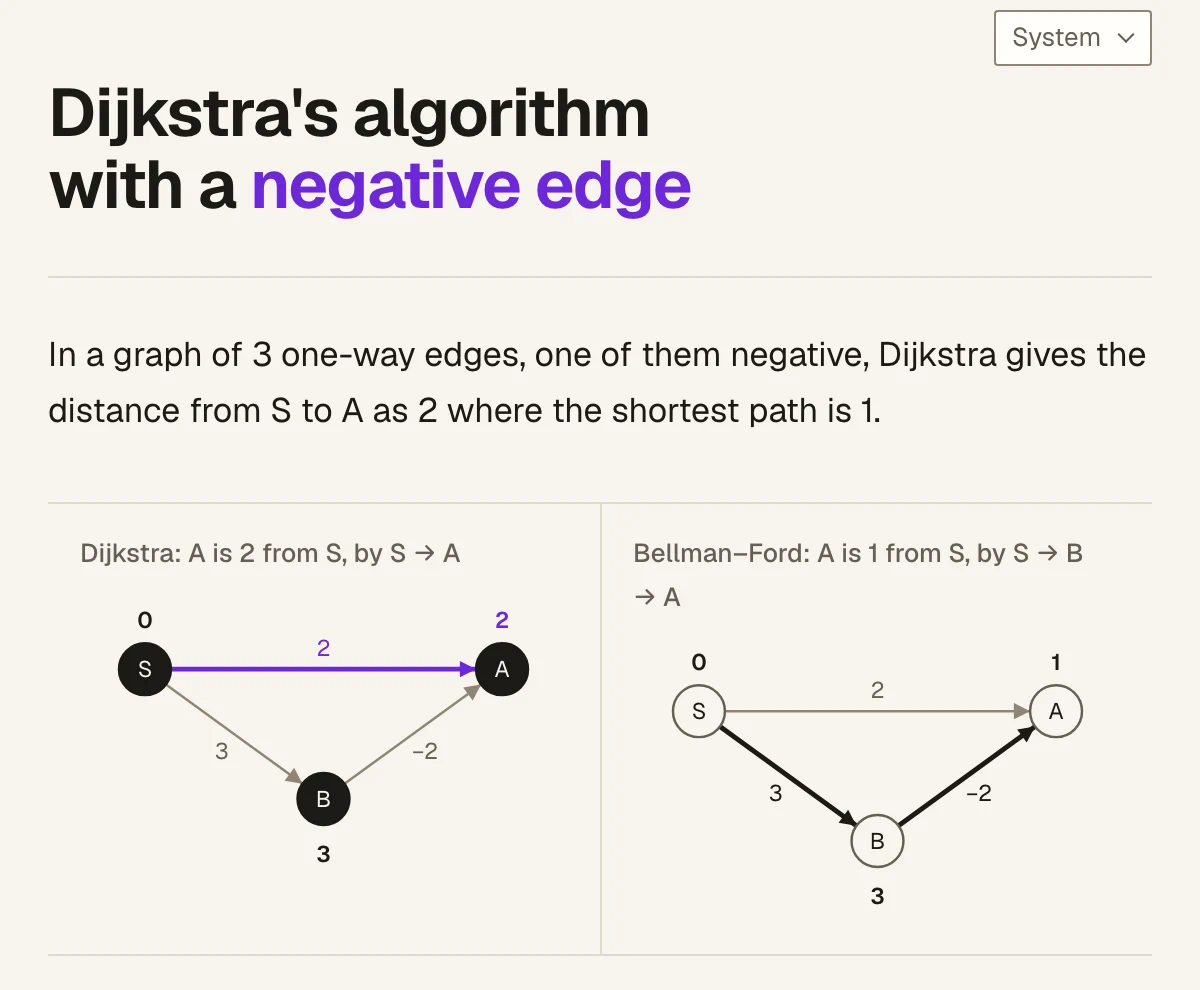 System
Dijkstra's algorithm
with a negative edge
In a graph of 3 one-way edges, one of them negative, Dijkstra gives the
distance from S to A as 2 where the shortest path is 1.
Dijkstra: A is 2 from S, by S → A
0
2
2
S
A
3
−2
B
3
Bellman–Ford: A is 1 from S, by S → B
→ A
0
1
2
S
A
3
−2
B
3